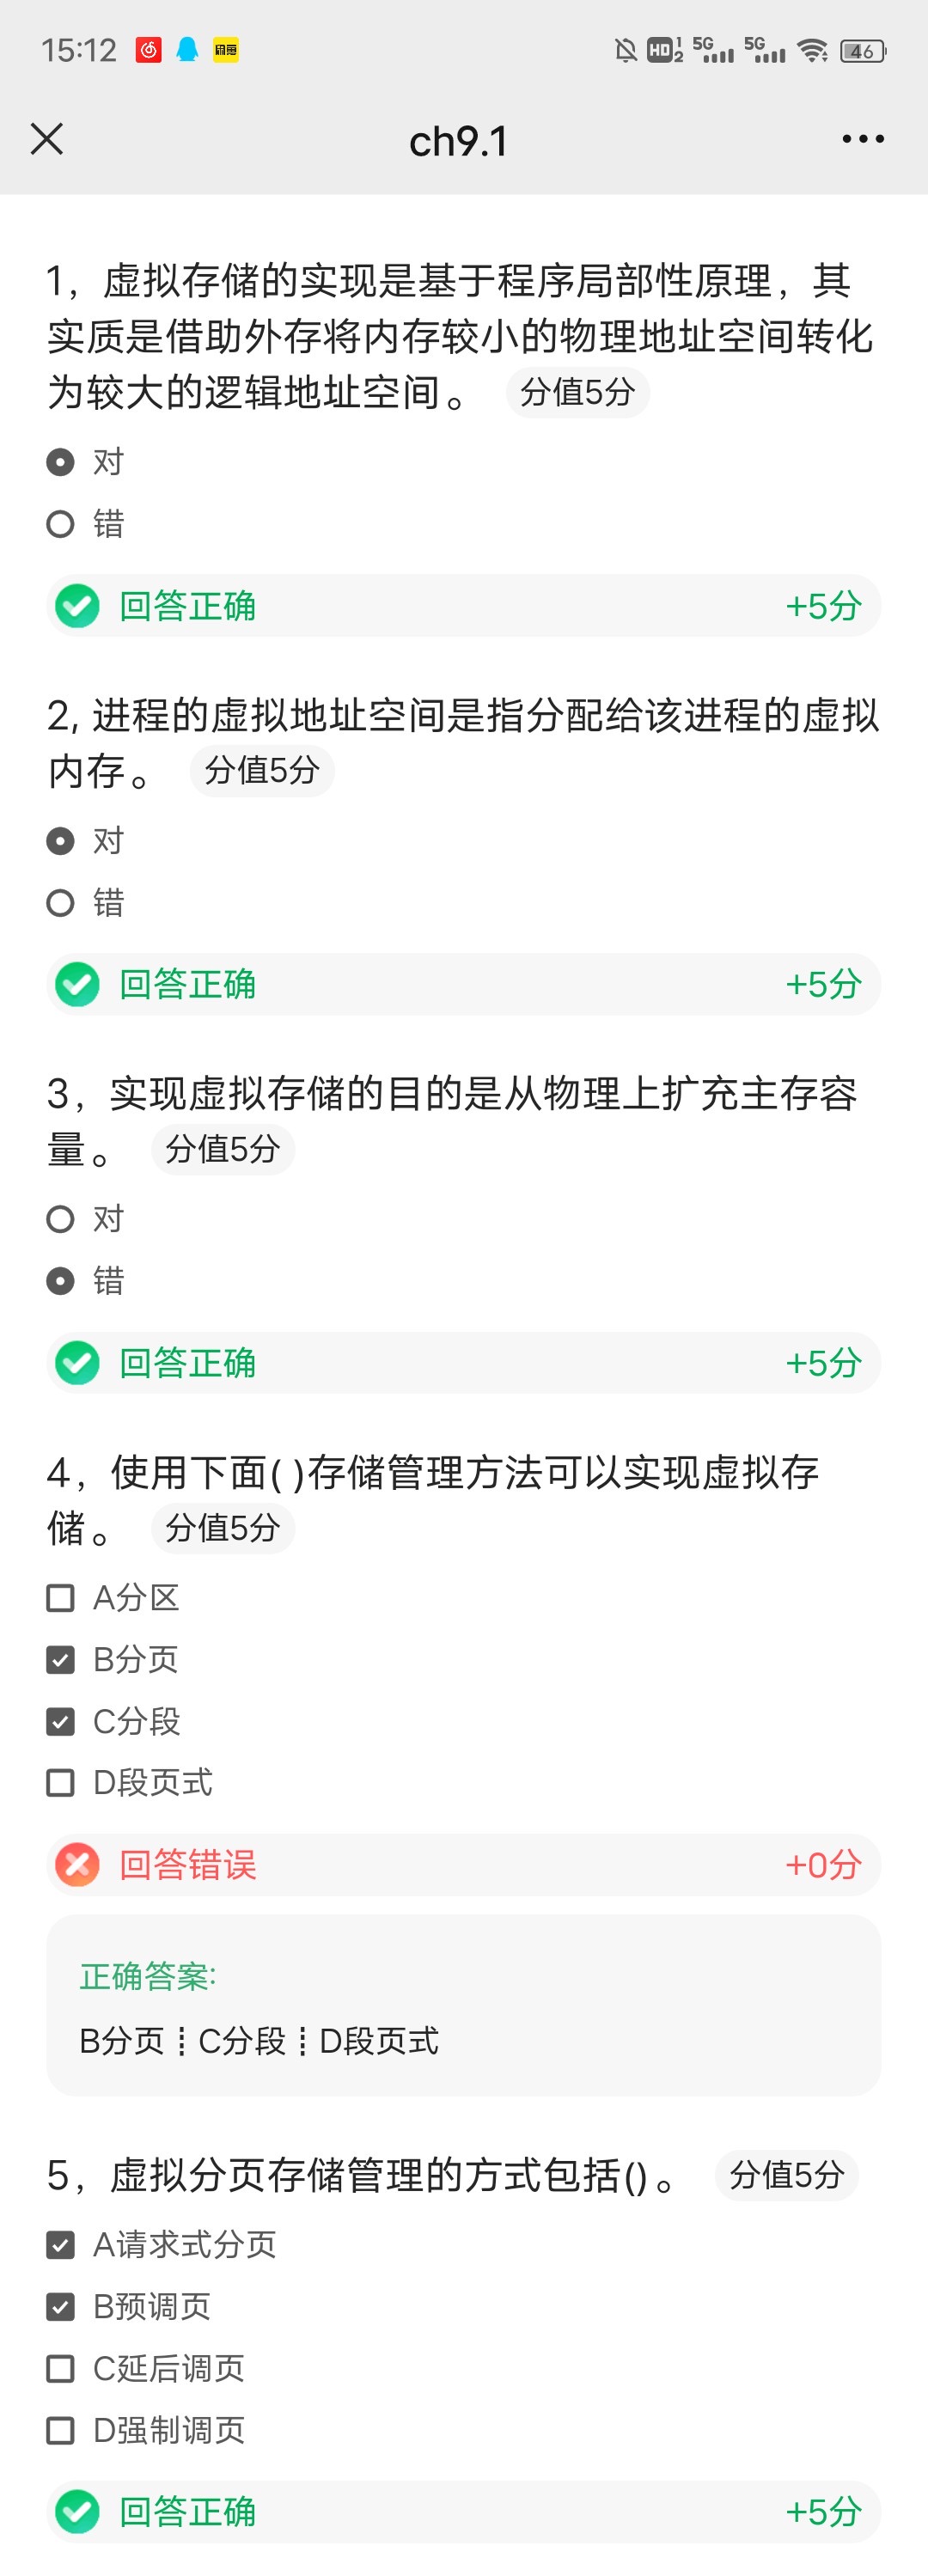 15:12
HD 1 2 5G 5G 46
ch9.1
1，虚拟存储的实现是基于程序局部性原理，其
实质是借助外存将内存较小的物理地址空间转化
为较大的逻辑地址空间。 分值5分
对
错
回答正确 +5分
2, 进程的虚拟地址空间是指分配给该进程的虚拟
内存。 分值5分
对
错
回答正确 +5分
3，实现虚拟存储的目的是从物理上扩充主存容
量。 分值5分
对
错
回答正确 +5分
4，使用下面( )存储管理方法可以实现虚拟存
储。 分值5分
A分区
B分页
C分段
D段页式
回答错误 +0分
正确答案:
B分页┋C分段┋D段页式
5，虚拟分页存储管理的方式包括()。 分值5分
A请求式分页
B预调页
C延后调页
D强制调页
回答正确 +5分